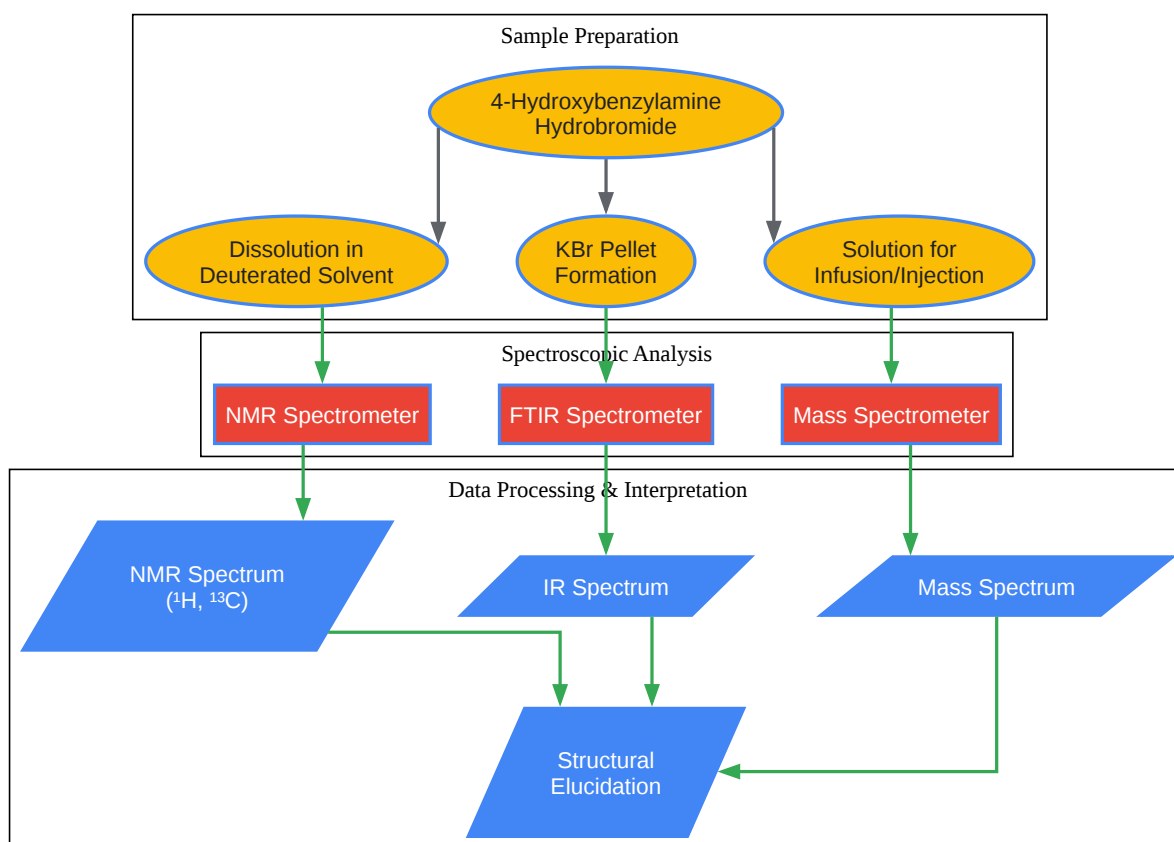 Sample Preparation
4-Hydroxybenzylamine
Hydrobromide
Dissolution in
Deuterated Solvent
KBr Pellet
Formation
Solution for
Infusion/Injection
Spectroscopic Analysis
NMR Spectrometer
FTIR Spectrometer
Mass Spectrometer
Data Processing & Interpretation
NMR Spectrum
(¹H, ¹³C)
IR Spectrum
Mass Spectrum
Structural
Elucidation